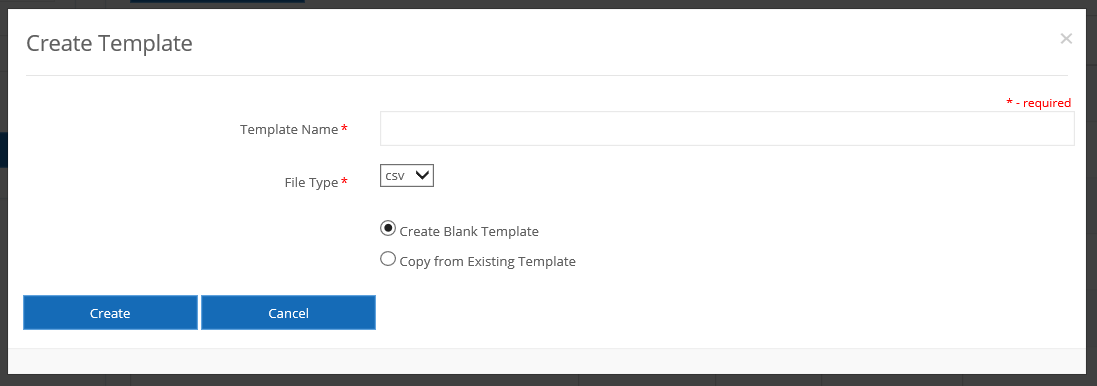 Create Template
×
* - required
Template Name *
File Type *
csv
Create Blank Template
Copy from Existing Template
Create
Cancel